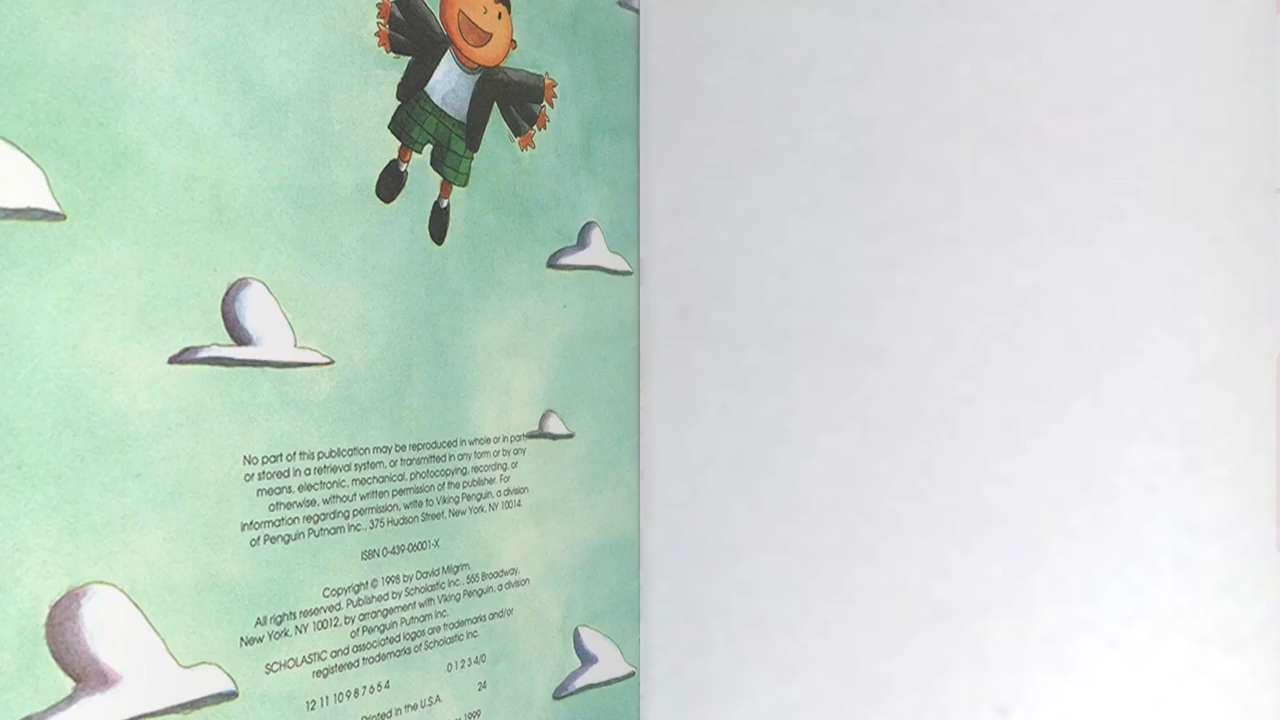 No part of this publication may be reproduced in whole or in part,
or stored in a retrieval system, or transmitted in any form or by any
means, electronic, mechanical, photocopying, recording, or
otherwise, without written permission of the publisher. For
information regarding permission, write to Viking Penguin, a division
of Penguin Putnam Inc., 375 Hudson Street, New York, NY 10014.
ISBN 0-439-06001-X
Copyright © 1998 by David Milgrim.
All rights reserved. Published by Scholastic Inc., 555 Broadway,
New York, NY 10012, by arrangement with Viking Penguin, a division
of Penguin Putnam Inc.
SCHOLASTIC and associated logos are trademarks and/or
registered trademarks of Scholastic Inc.
12 11 10 9 8 7 6 5 4 0 1 2 3 4/0
Printed in the U.S.A. 24
1999